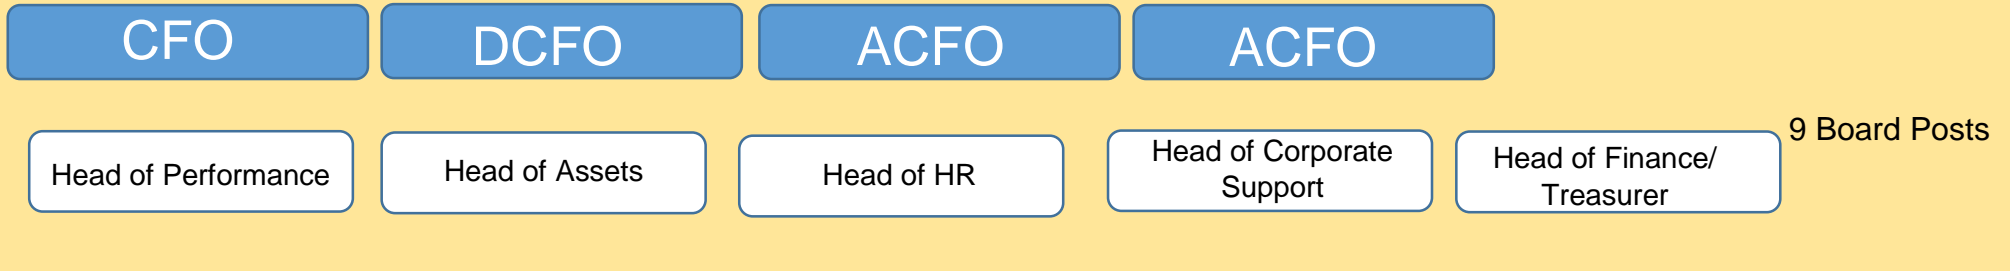 CFO
DCFO
ACFO
ACFO
9 Board Posts
Head of Performance
Head of Assets
Head of HR
Head of Corporate
Support
Head of Finance/
Treasurer